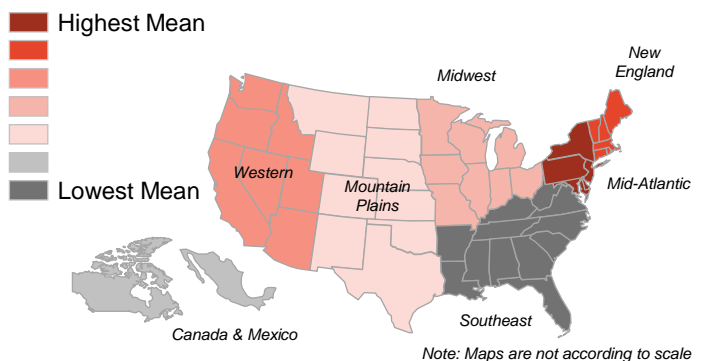 Highest Mean
New
England
Midwest
Western
Mountain
Plains
Lowest Mean
Mid-Atlantic
Southeast
Canada & Mexico
Note: Maps are not according to scale